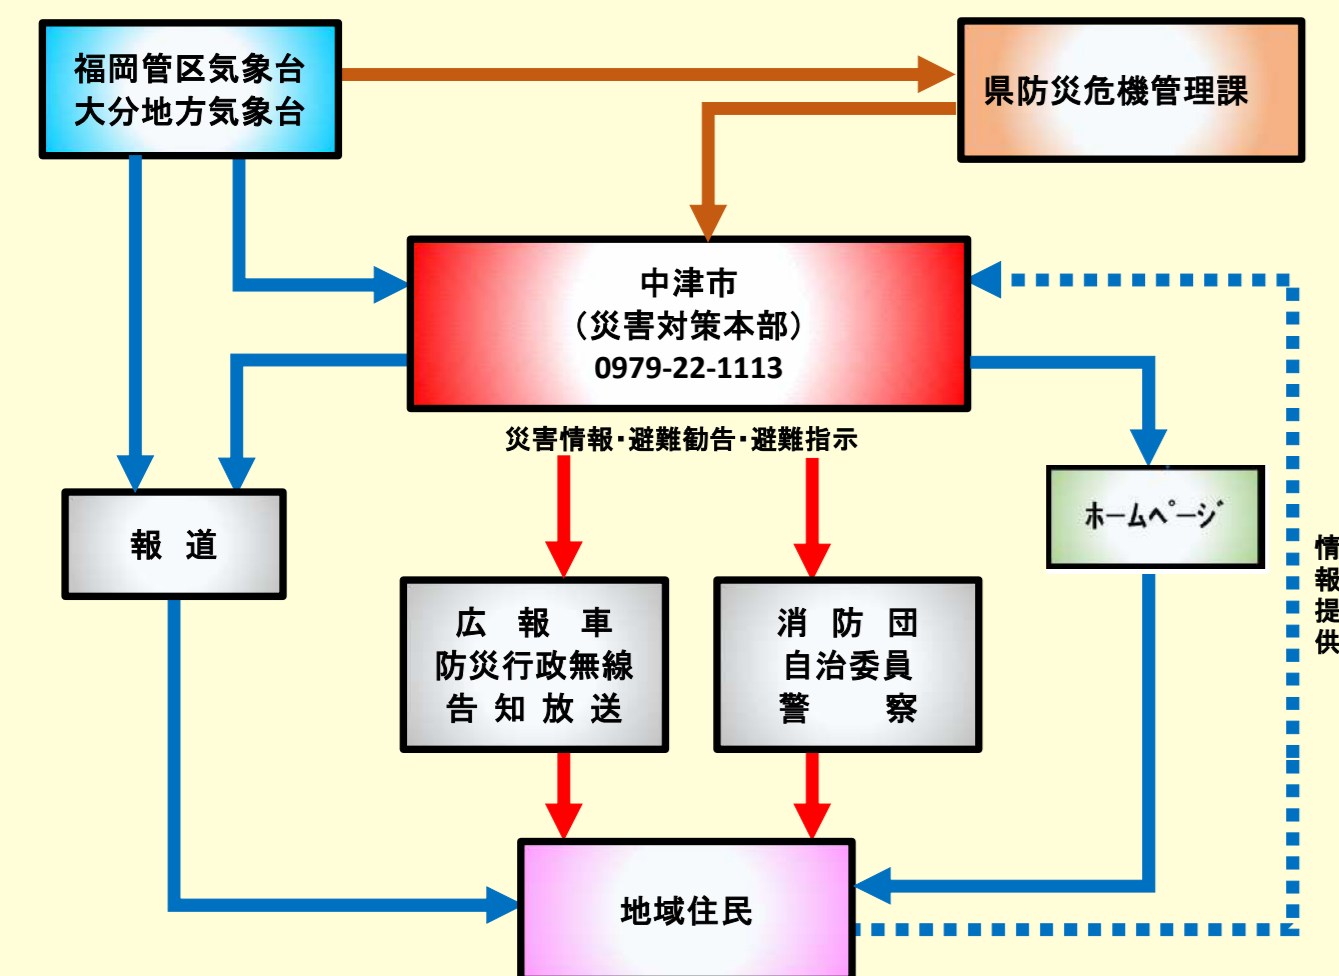 福岡管区気象台
大分地方気象台
県防災危機管理課
中津市
（災害対策本部）
0979-22-1113
災害情報・避難勧告・避難指示
報 道
ﾎｰﾑﾍﾟｰｼﾞ
広 報 車
防災行政無線
告 知 放 送
消 防 団
自治委員
警 察
情報提供
地域住民